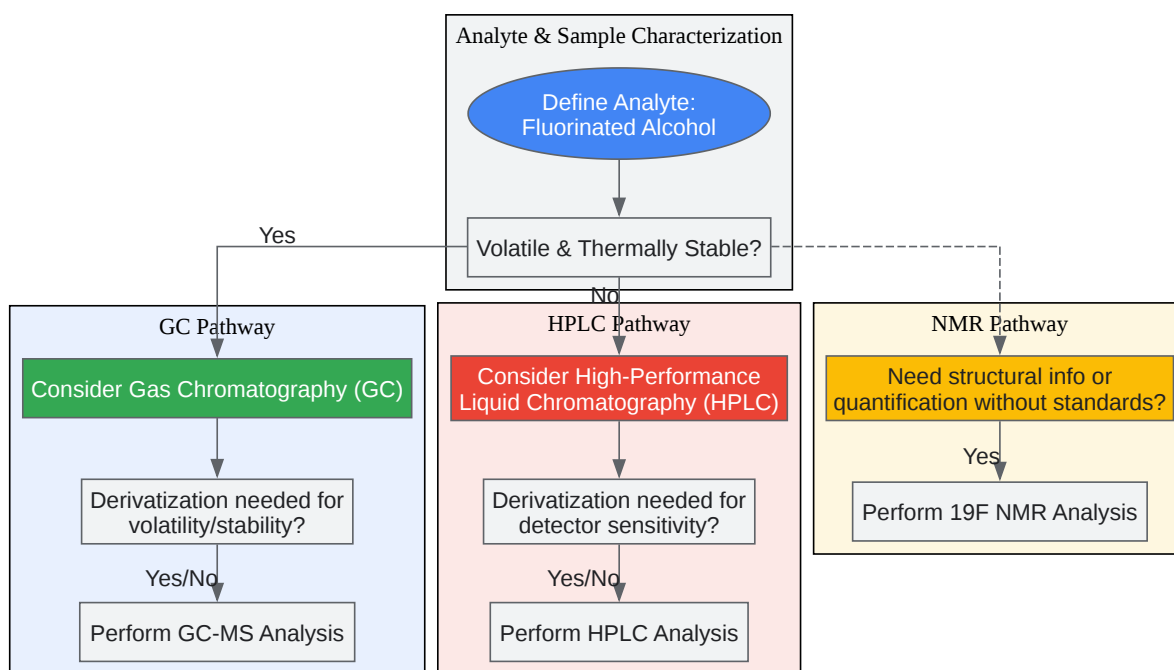 Analyte & Sample Characterization
Define Analyte:
Fluorinated Alcohol
Volatile & Thermally Stable?
Yes
No
GC Pathway
Consider Gas Chromatography (GC)
Derivatization needed for
volatility/stability?
Yes/No
Perform GC-MS Analysis
HPLC Pathway
Consider High-Performance
Liquid Chromatography (HPLC)
Derivatization needed for
detector sensitivity?
Yes/No
Perform HPLC Analysis
NMR Pathway
Need structural info or
quantification without standards?
Yes
Perform 19F NMR Analysis